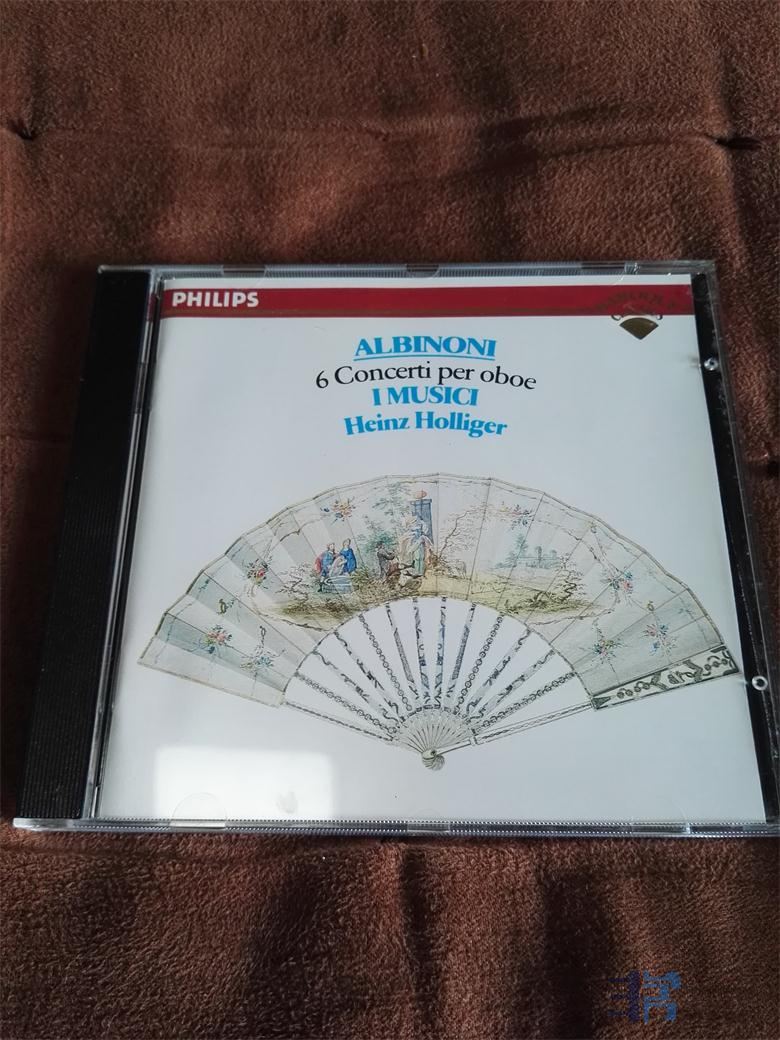 PHILIPS
ALBINONI
6 Concerti per oboe
I MUSICI
Heinz Holliger